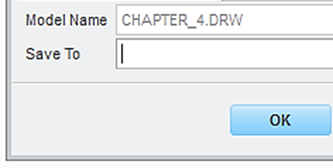 Model Name CHAPTER_4.DRW
Save To
OK